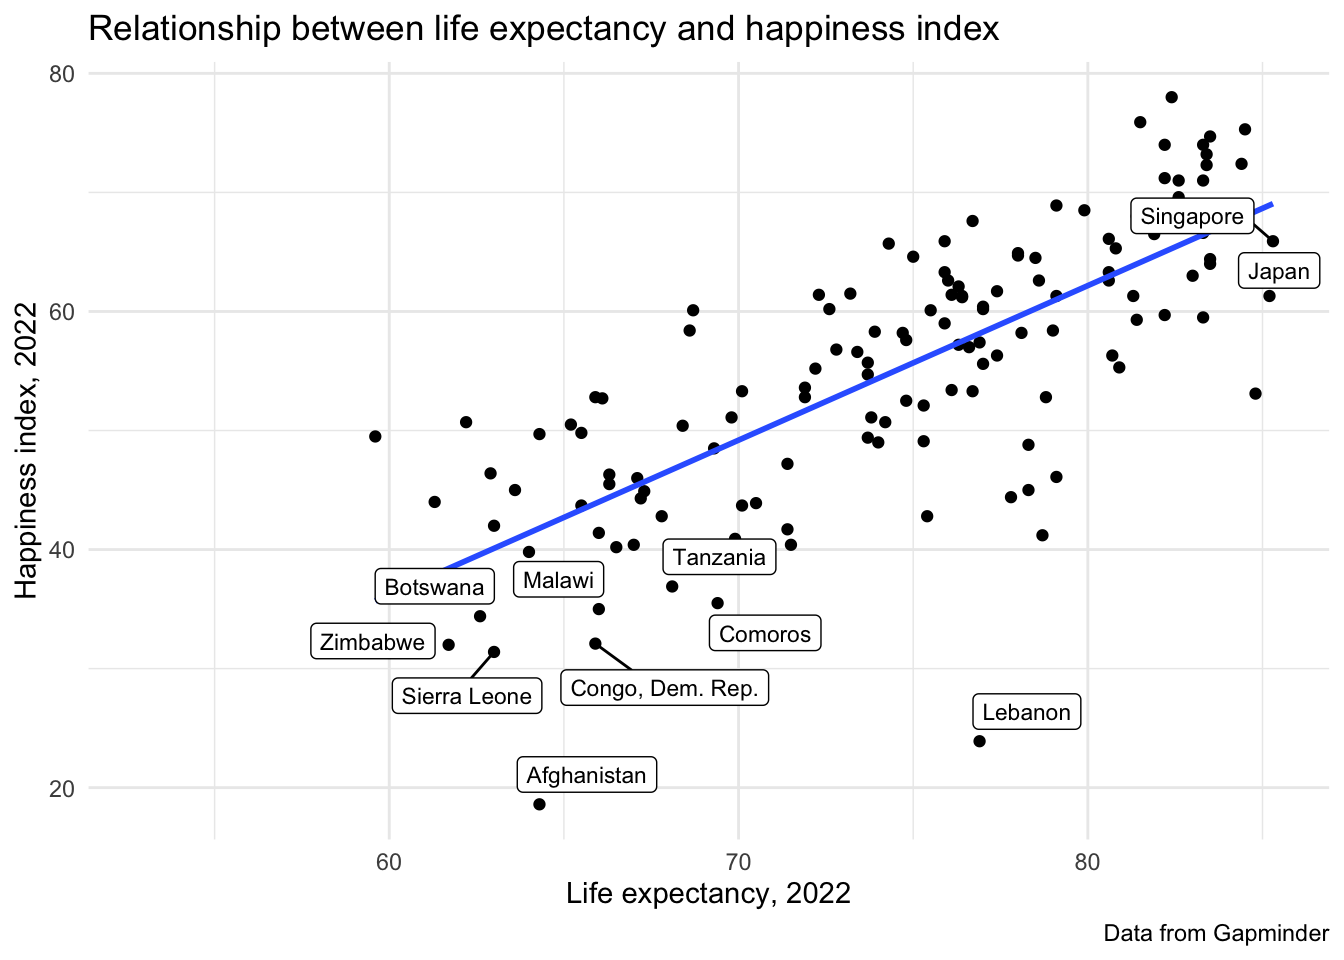 Relationship between life expectancy and happiness index
80
60
40
20
Happiness index, 2022
Singapore
Japan
Tanzania
Botswana
Malawi
Zimbabwe
Comoros
Sierra Leone
Congo, Dem. Rep.
Lebanon
Afghanistan
60
70
80
Life expectancy, 2022
Data from Gapminder